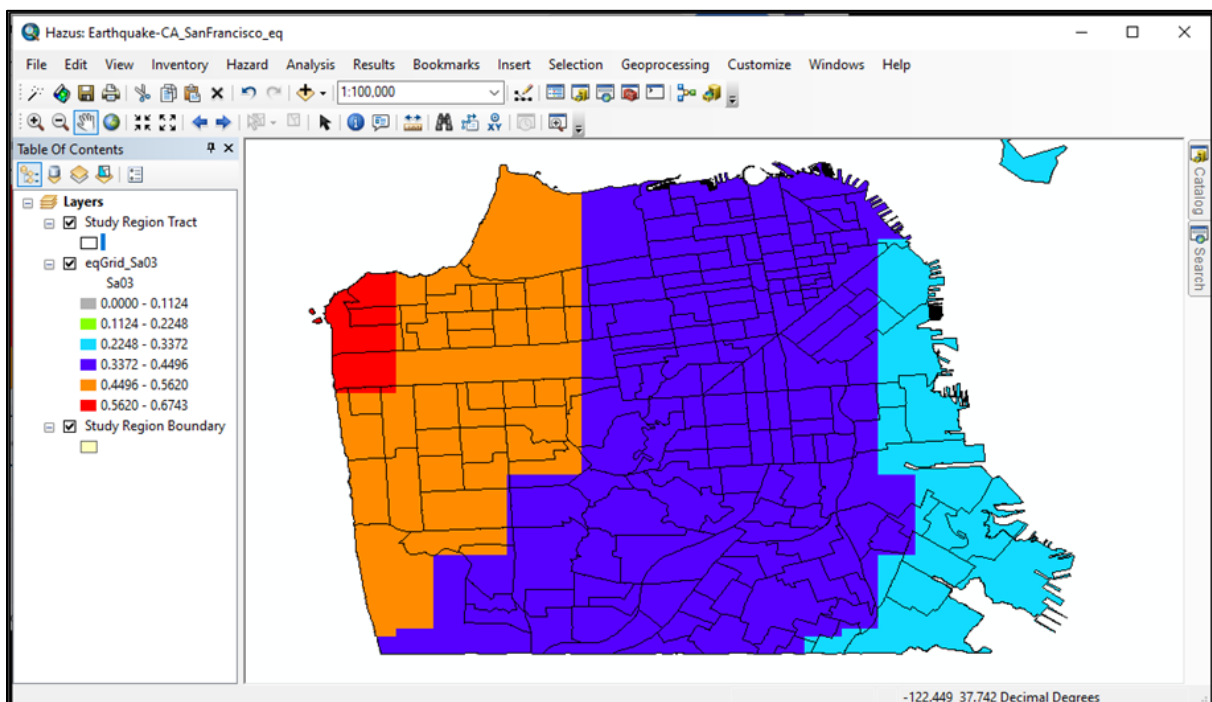 Hazus: Earthquake-CA_SanFrancisco_eq
File Edit View Inventory Hazard Analysis Results Bookmarks Insert Selection Geoprocessing Customize Windows Help
1:100,000
XY
Table Of Contents
Layers
Study Region Tract
eqGrid_Sa03
Sa03
0.0000 - 0.1124
0.1124 - 0.2248
0.2248 - 0.3372
0.3372 - 0.4496
0.4496 - 0.5620
0.5620 - 0.6743
Study Region Boundary
Catalog
Search
-122.449 37.742 Decimal Degrees